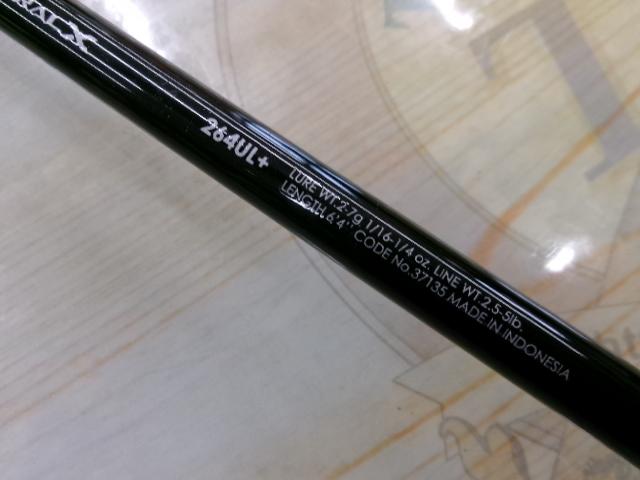 264UL+
LURE WT.2-7g 1/16-1/4 oz. LINE WT.2.5-5lb.
LENGTH 6'4" CODE No.37135 MADE IN INDONESIA